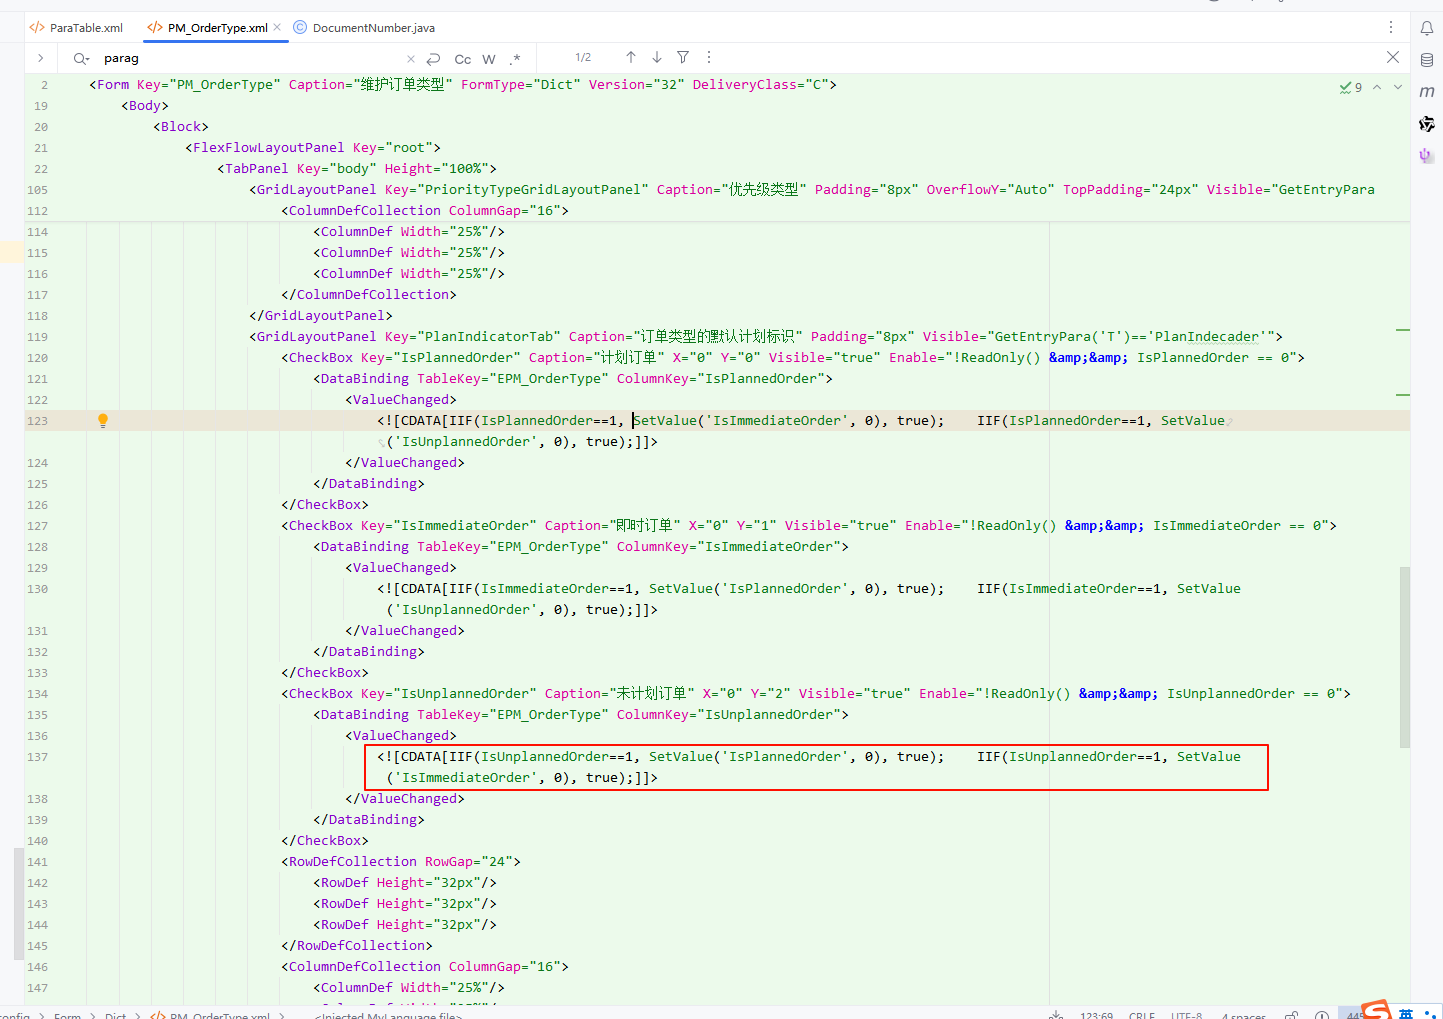 ParaTable.xml PM_OrderType.xml DocumentNumber.java
parag Cc W .* 1/2
2 <Form Key="PM_OrderType" Caption="维护订单类型" FormType="Dict" Version="32" DeliveryClass="C"> 9
19 <Body>
20 <Block>
21 <FlexFlowLayoutPanel Key="root">
22 <TabPanel Key="body" Height="100%">
105 <GridLayoutPanel Key="PriorityTypeGridLayoutPanel" Caption="优先级类型" Padding="8px" OverflowY="Auto" TopPadding="24px" Visible="GetEntryPara
112 <ColumnDefCollection ColumnGap="16">
114 <ColumnDef Width="25%"/>
115 <ColumnDef Width="25%"/>
116 <ColumnDef Width="25%"/>
117 </ColumnDefCollection>
118 </GridLayoutPanel>
119 <GridLayoutPanel Key="PlanIndicatorTab" Caption="订单类型的默认计划标识" Padding="8px" Visible="GetEntryPara('T')=='PlanIndecader'">
120 <CheckBox Key="IsPlannedOrder" Caption="计划订单" X="0" Y="0" Visible="true" Enable="!ReadOnly() &amp;&amp; IsPlannedOrder == 0">
121 <DataBinding TableKey="EPM_OrderType" ColumnKey="IsPlannedOrder">
122 <ValueChanged>
123 <![CDATA[IIF(IsPlannedOrder==1, SetValue('IsImmediateOrder', 0), true); IIF(IsPlannedOrder==1, SetValue
('IsUnplannedOrder', 0), true);]]>
124 </ValueChanged>
125 </DataBinding>
126 </CheckBox>
127 <CheckBox Key="IsImmediateOrder" Caption="即时订单" X="0" Y="1" Visible="true" Enable="!ReadOnly() &amp;&amp; IsImmediateOrder == 0">
128 <DataBinding TableKey="EPM_OrderType" ColumnKey="IsImmediateOrder">
129 <ValueChanged>
130 <![CDATA[IIF(IsImmediateOrder==1, SetValue('IsPlannedOrder', 0), true); IIF(IsImmediateOrder==1, SetValue
('IsUnplannedOrder', 0), true);]]>
131 </ValueChanged>
132 </DataBinding>
133 </CheckBox>
134 <CheckBox Key="IsUnplannedOrder" Caption="未计划订单" X="0" Y="2" Visible="true" Enable="!ReadOnly() &amp;&amp; IsUnplannedOrder == 0">
135 <DataBinding TableKey="EPM_OrderType" ColumnKey="IsUnplannedOrder">
136 <ValueChanged>
137 <![CDATA[IIF(IsUnplannedOrder==1, SetValue('IsPlannedOrder', 0), true); IIF(IsUnplannedOrder==1, SetValue
('IsImmediateOrder', 0), true);]]>
138 </ValueChanged>
139 </DataBinding>
140 </CheckBox>
141 <RowDefCollection RowGap="24">
142 <RowDef Height="32px"/>
143 <RowDef Height="32px"/>
144 <RowDef Height="32px"/>
145 </RowDefCollection>
146 <ColumnDefCollection ColumnGap="16">
147 <ColumnDef Width="25%"/>
config > Form > Dict > PM_OrderType.xml > <Injected MyLanguage file> 123:69 CRLF UTF-8 4 spaces 英